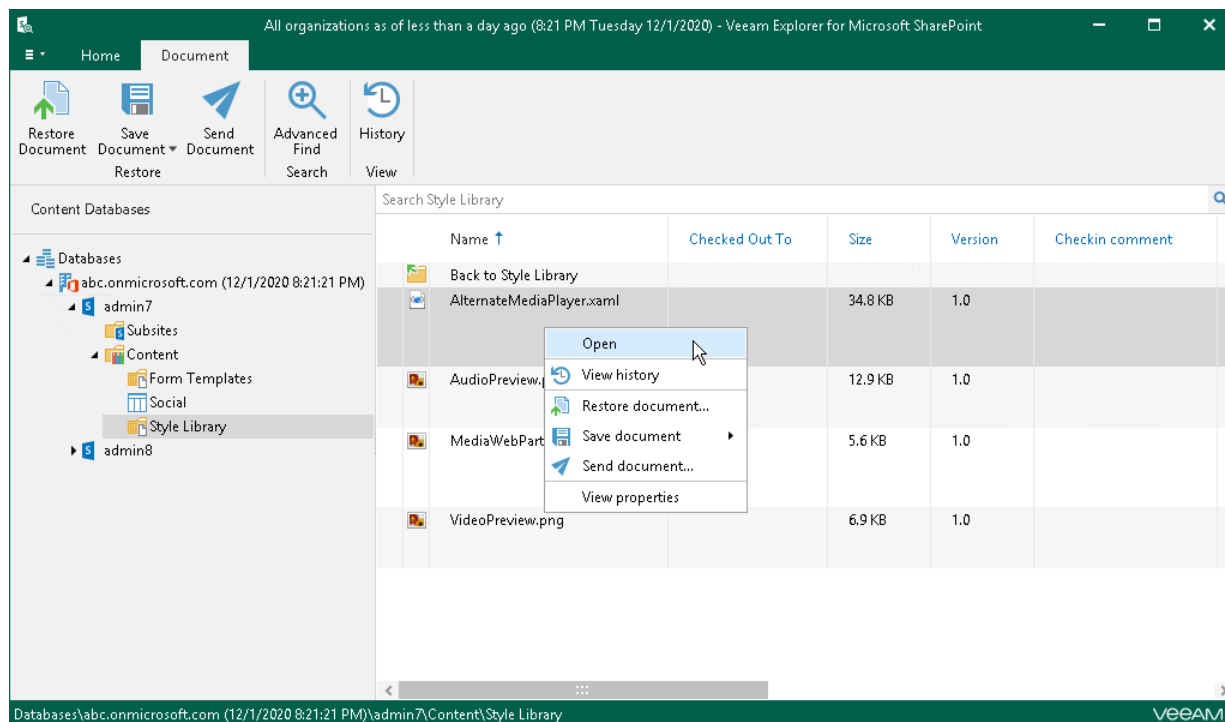 All organizations as of less than a day ago (8:21 PM Tuesday 12/1/2020) - Veeam Explorer for Microsoft SharePoint
Home Document
Restore Document
Save Document
Send Document
Advanced Find
History
Restore Search View
Content Databases
Search Style Library
Name Checked Out To Size Version Checkin comment
Databases
abc.onmicrosoft.com (12/1/2020 8:21:21 PM)
admin7
Subsites
Content
Form Templates
Social
Style Library
admin8
Back to Style Library
AlternateMediaPlayer.xaml 34.8 KB 1.0
AudioPreview. 12.9 KB 1.0
MediaWebPart 5.6 KB 1.0
VideoPreview.png 6.9 KB 1.0
Open
View history
Restore document...
Save document
Send document...
View properties
Databases\abc.onmicrosoft.com (12/1/2020 8:21:21 PM)\admin7\Content\Style Library
VEEAM